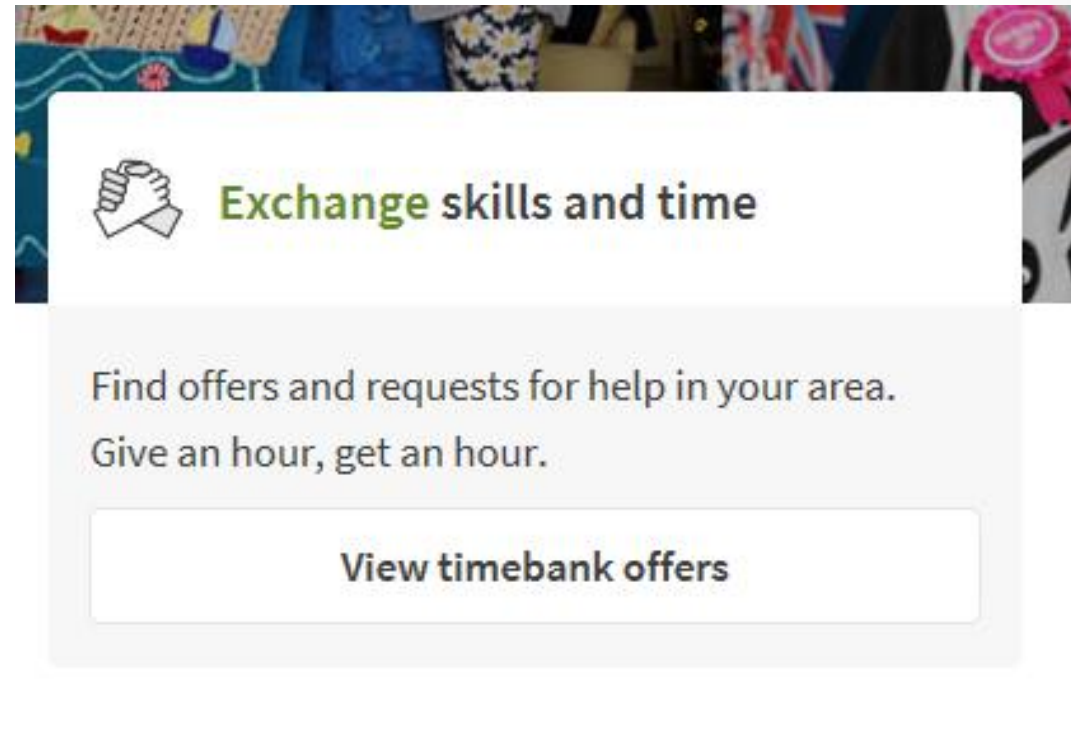 Exchange skills and time
Find offers and requests for help in your area.
Give an hour, get an hour.
View timebank offers